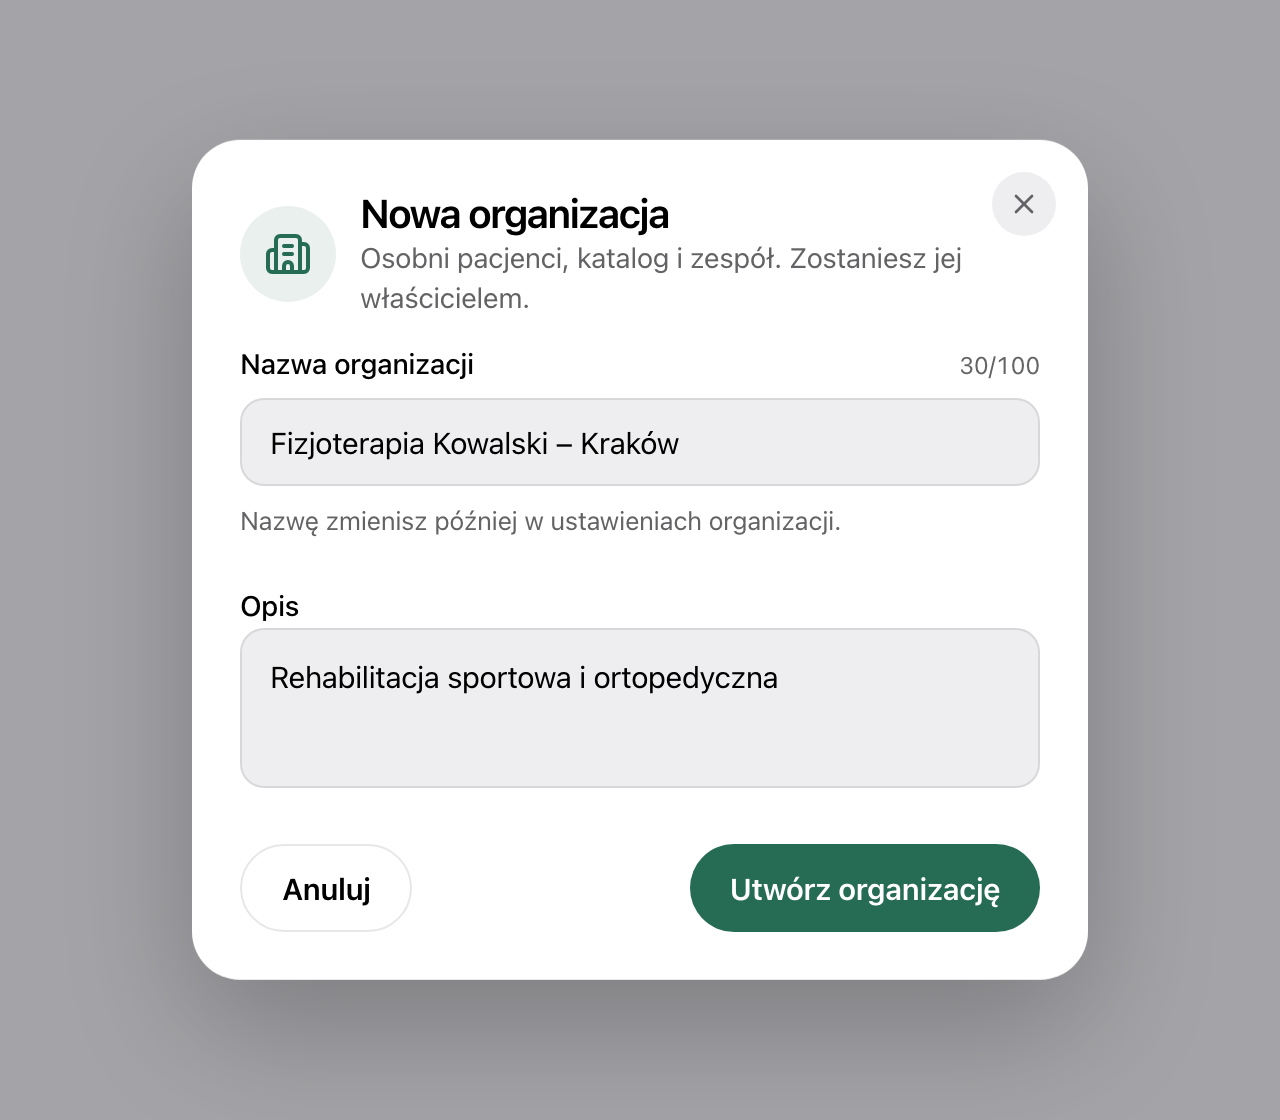 Nowa organizacja
Osobni pacjenci, katalog i zespół. Zostaniesz jej
właścicielem.
Nazwa organizacji 30/100
Fizjoterapia Kowalski – Kraków
Nazwę zmienisz później w ustawieniach organizacji.
Opis
Rehabilitacja sportowa i ortopedyczna
Anuluj Utwórz organizację